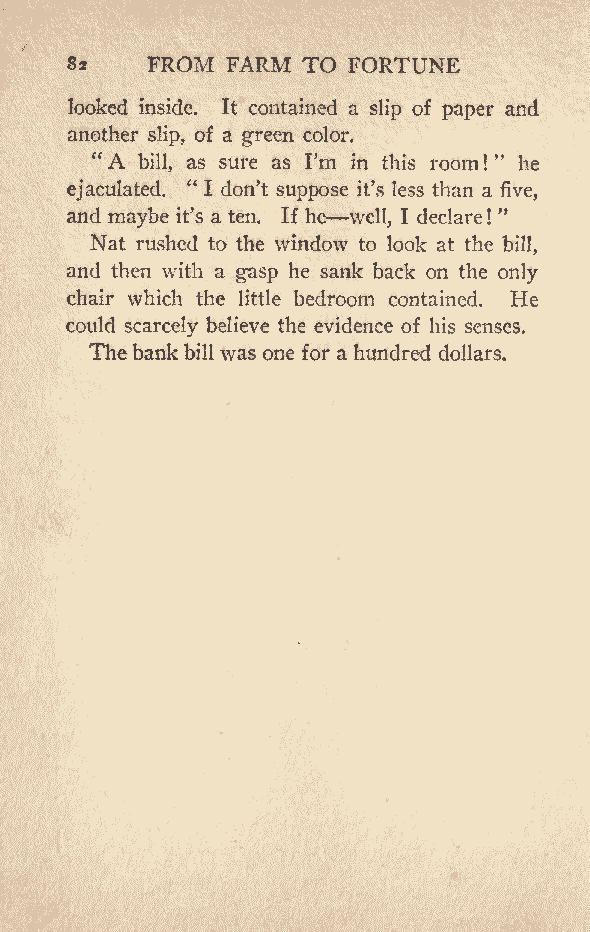 82 FROM FARM TO FORTUNE
looked inside. It contained a slip of paper and
another slip, of a green color.
“A bill, as sure as I’m in this room!” he
ejaculated. “I don’t suppose it’s less than a five,
and maybe it’s a ten. If he—well, I declare!”
Nat rushed to the window to look at the bill,
and then with a gasp he sank back on the only
chair which the little bedroom contained. He
could scarcely believe the evidence of his senses.
The bank bill was one for a hundred dollars.